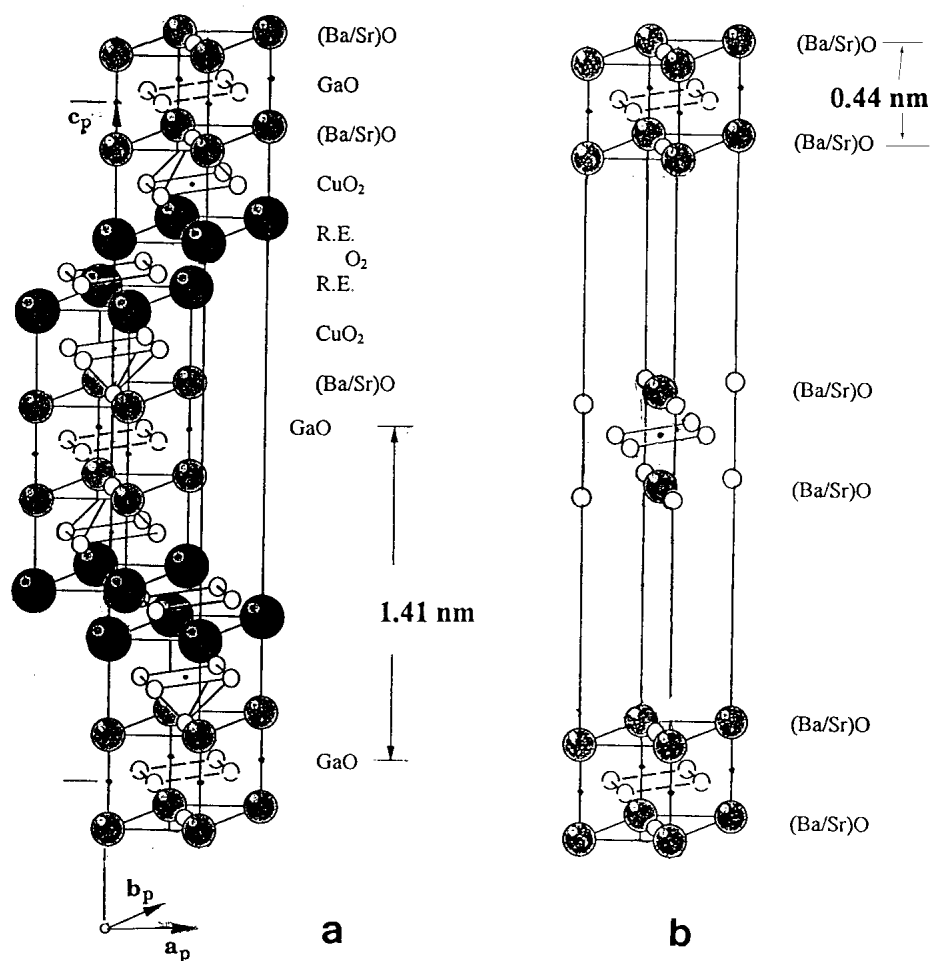 (Ba/Sr)O
GaO
c_p
(Ba/Sr)O
CuO₂
R.E.
O₂
R.E.
CuO₂
(Ba/Sr)O
GaO
1.41 nm
GaO
b_p
a_p
a
(Ba/Sr)O
0.44 nm
(Ba/Sr)O
(Ba/Sr)O
(Ba/Sr)O
(Ba/Sr)O
(Ba/Sr)O
b